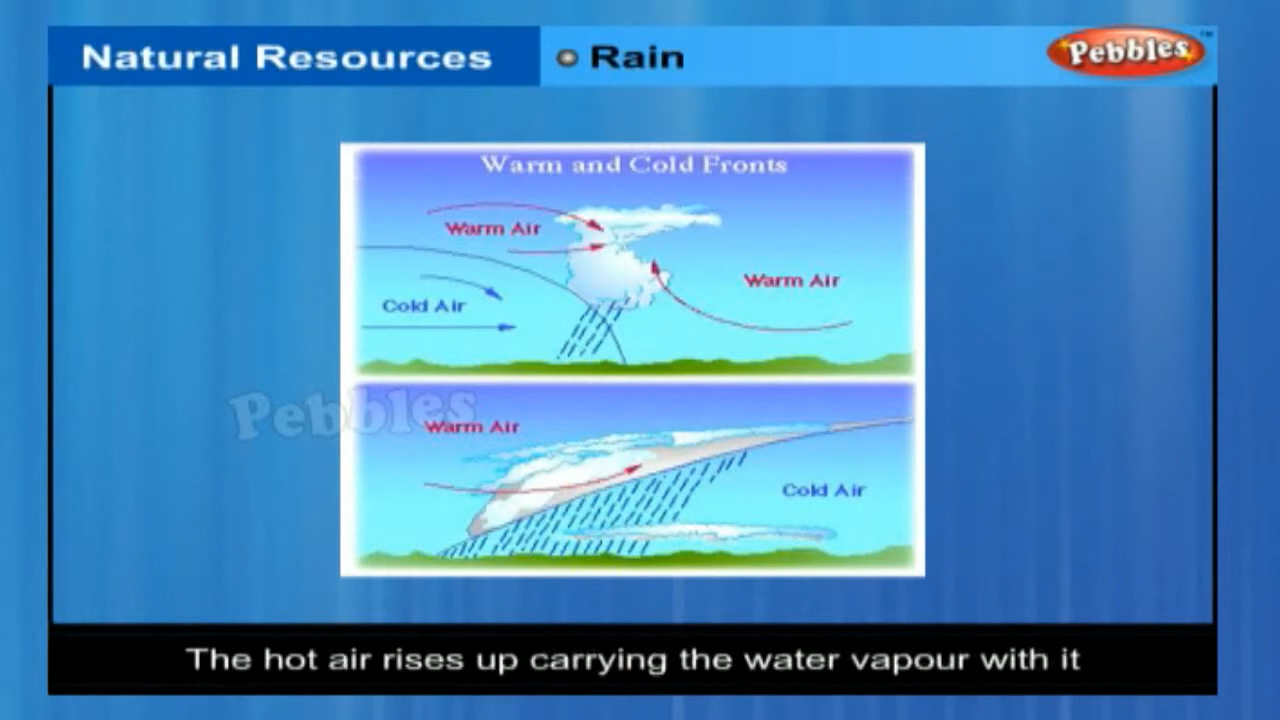 Natural Resources
Rain
Pebbles™
Warm and Cold Fronts
Warm Air
Warm Air
Cold Air
Pebbles
Warm Air
Cold Air
The hot air rises up carrying the water vapour with it